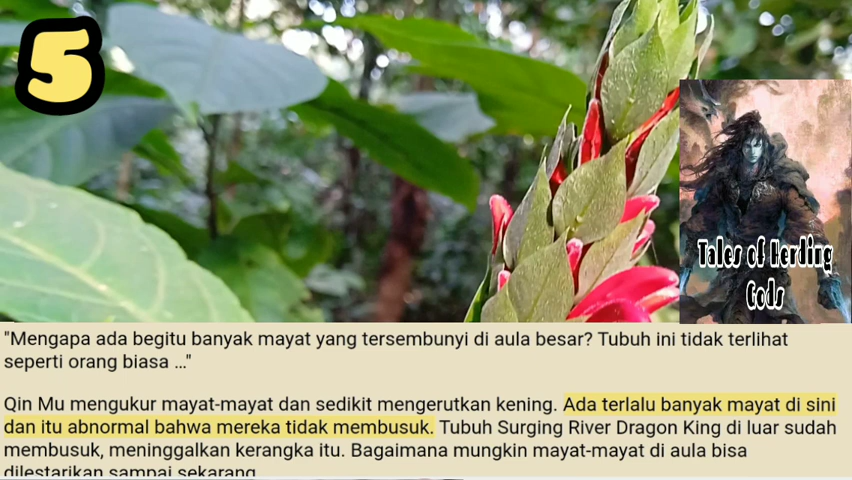 5
Tales of Herding
Gods
"Mengapa ada begitu banyak mayat yang tersembunyi di aula besar? Tubuh ini tidak terlihat
seperti orang biasa ..."
Qin Mu mengukur mayat-mayat dan sedikit mengerutkan kening. Ada terlalu banyak mayat di sini
dan itu abnormal bahwa mereka tidak membusuk. Tubuh Surging River Dragon King di luar sudah
membusuk, meninggalkan kerangka itu. Bagaimana mungkin mayat-mayat di aula bisa
dilestarikan sampai sekarang